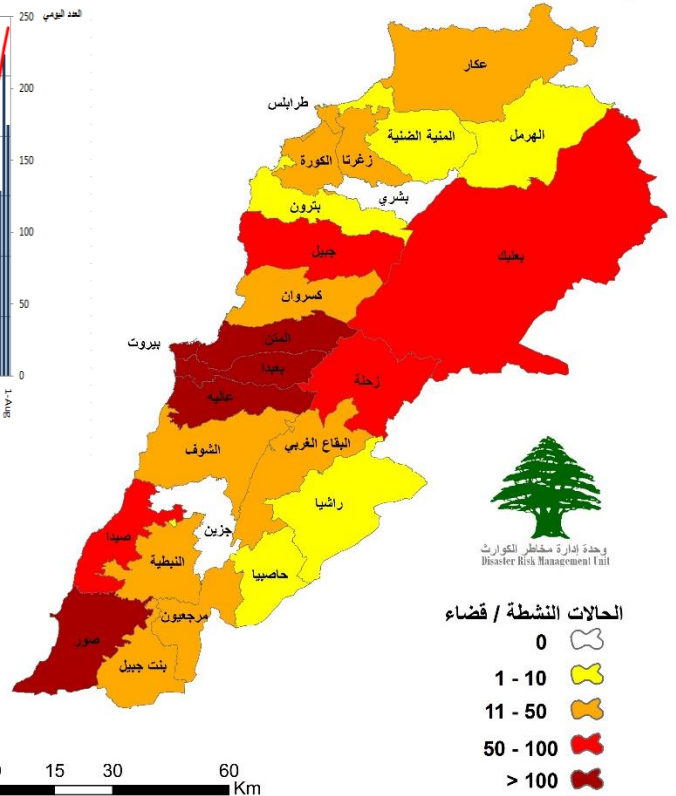 العدد اليومي
250
200
150
100
50
0
1-Aug
عكار
طرابلس
المنية الضنية
الهرمل
زغرتا
الكورة
بشري
بترون
بعلبك
جبيل
كسروان
المتن
بيروت
بعبدا
زحلة
عاليه
البقاع الغربي
الشوف
راشيا
جزين
صيدا
النبطية
حاصبيا
مرجعيون
صور
بنت جبيل
وحدة إدارة مخاطر الكوارث
Disaster Risk Management Unit
الحالات النشطة / قضاء
0
1 - 10
11 - 50
50 - 100
> 100
0 15 30 60
Km